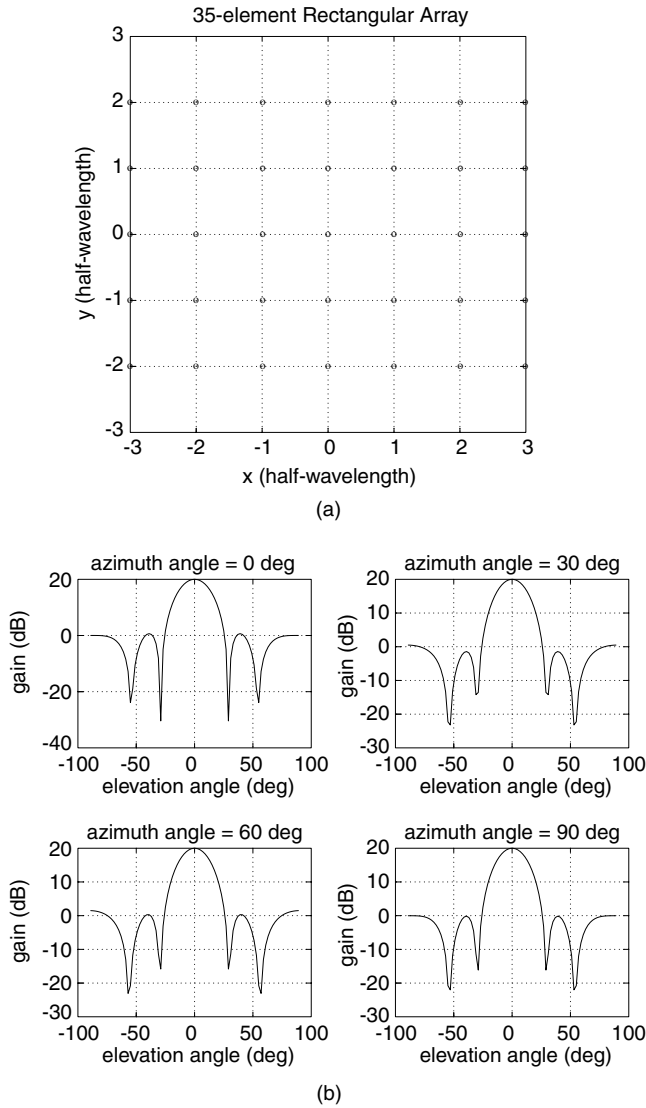 35-element Rectangular Array
3
2
1
0
-1
-2
-3
y (half-wavelength)
-3 -2 -1 0 1 2 3
x (half-wavelength)
(a)
azimuth angle = 0 deg
20
0
-20
-40
gain (dB)
-100 -50 0 50 100
elevation angle (deg)
azimuth angle = 30 deg
20
10
0
-10
-20
-30
gain (dB)
-100 -50 0 50 100
elevation angle (deg)
azimuth angle = 60 deg
20
10
0
-10
-20
-30
gain (dB)
-100 -50 0 50 100
elevation angle (deg)
azimuth angle = 90 deg
20
10
0
-10
-20
-30
gain (dB)
-100 -50 0 50 100
elevation angle (deg)
(b)